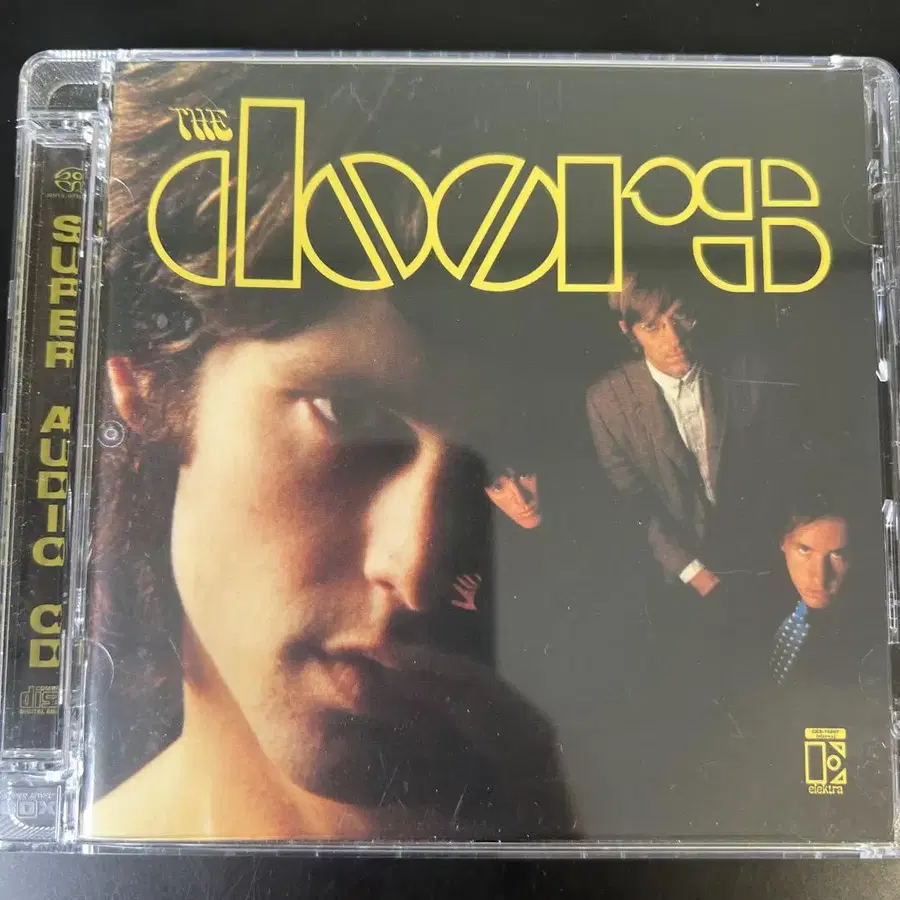 THE
doors
SUPER AUDIO CD
elektra